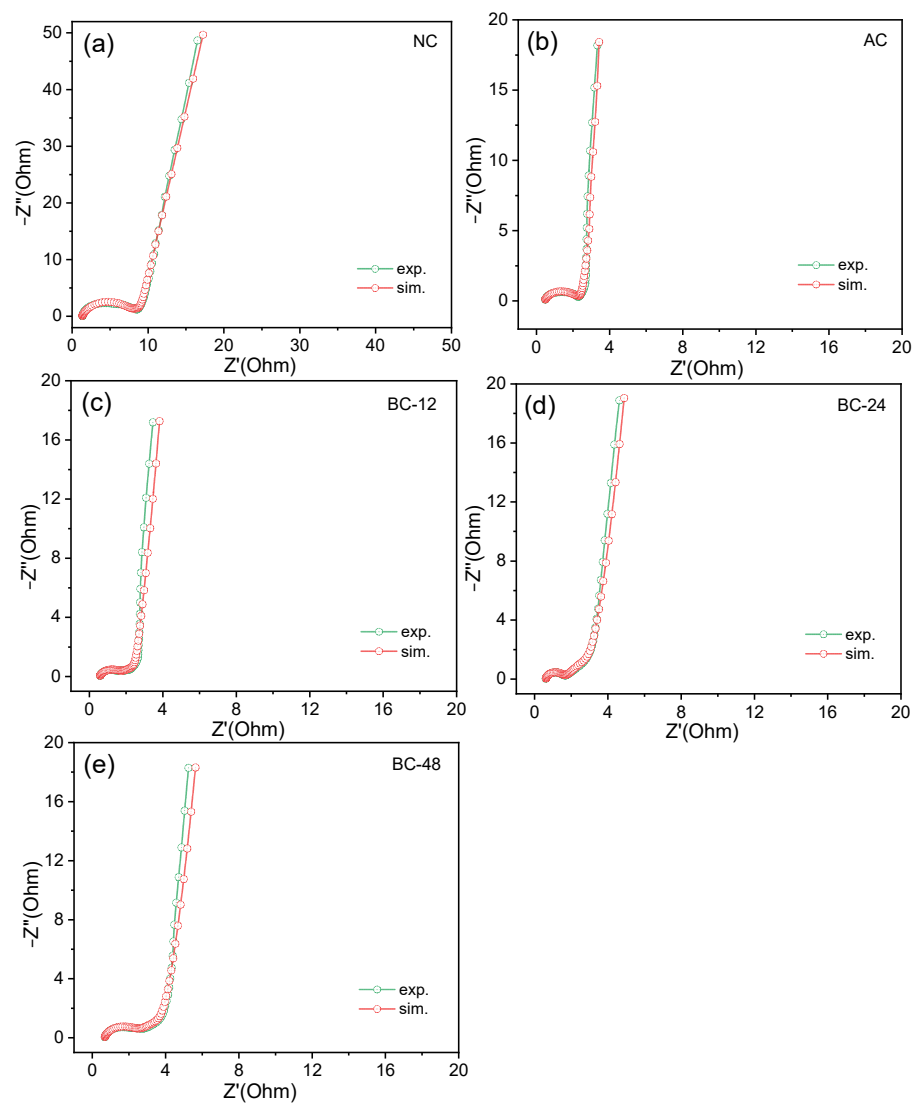 (a) NC
50
40
30
20
10
0
-Z"(Ohm)
exp.
sim.
0 10 20 30 40 50
Z'(Ohm)
(b) AC
20
15
10
5
0
-Z"(Ohm)
exp.
sim.
0 4 8 12 16 20
Z'(Ohm)
(c) BC-12
20
16
12
8
4
0
-Z"(Ohm)
exp.
sim.
0 4 8 12 16 20
Z'(Ohm)
(d) BC-24
20
16
12
8
4
0
-Z"(Ohm)
exp.
sim.
0 4 8 12 16 20
Z'(Ohm)
(e) BC-48
20
16
12
8
4
0
-Z"(Ohm)
exp.
sim.
0 4 8 12 16 20
Z'(Ohm)